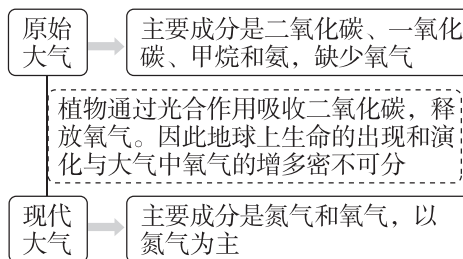 原始
大气
主要成分是二氧化碳、一氧化
碳、甲烷和氨，缺少氧气
植物通过光合作用吸收二氧化碳，释
放氧气。因此地球上生命的出现和演
化与大气中氧气的增多密不可分
现代
大气
主要成分是氮气和氧气，以
氮气为主